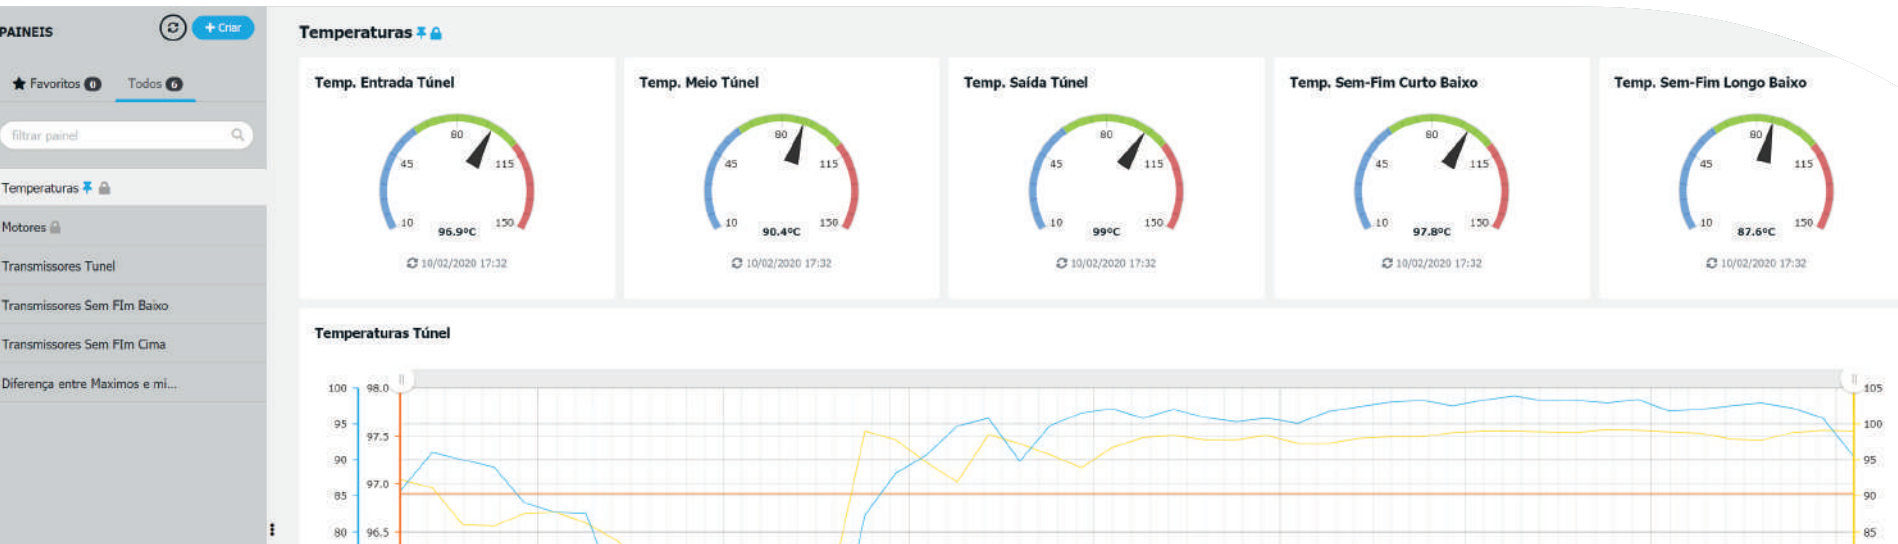 PAINEIS
+ Criar
Favoritos 0
Todos 6
filtrar painel
Temperaturas
Motores
Transmissores Tunel
Transmissores Sem FIm Baixo
Transmissores Sem FIm Cima
Diferença entre Maximos e mi...
Temperaturas
Temp. Entrada Túnel
10
45
80
115
150
96.9ºC
10/02/2020 17:32
Temp. Meio Túnel
10
45
80
115
150
90.4ºC
10/02/2020 17:32
Temp. Saída Túnel
10
45
80
115
150
99ºC
10/02/2020 17:32
Temp. Sem-Fim Curto Baixo
10
45
80
115
150
97.8ºC
10/02/2020 17:32
Temp. Sem-Fim Longo Baixo
10
45
80
115
150
87.6ºC
10/02/2020 17:32
Temperaturas Túnel
100 98.0 105
95 97.5 100
90 95
85 97.0 90
80 96.5 85